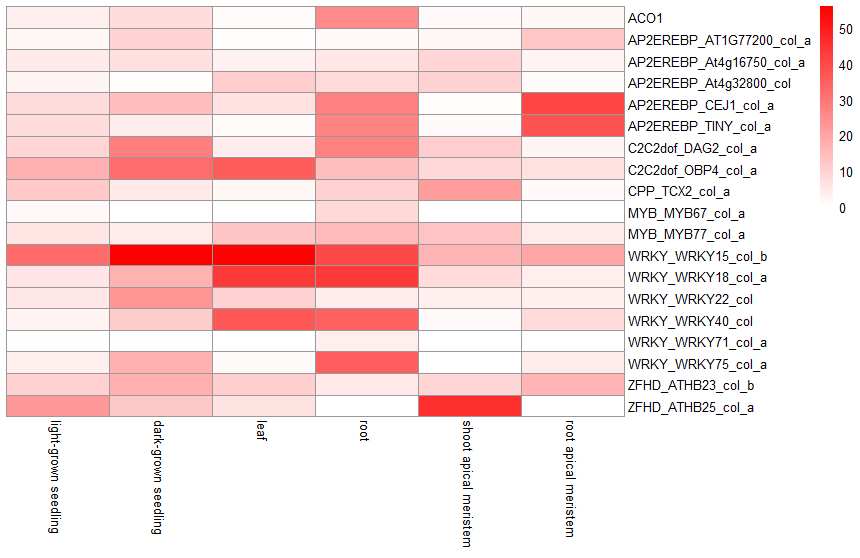 ACO1
AP2EREBP_AT1G77200_col_a
AP2EREBP_At4g16750_col_a
AP2EREBP_At4g32800_col
AP2EREBP_CEJ1_col_a
AP2EREBP_TINY_col_a
C2C2dof_DAG2_col_a
C2C2dof_OBP4_col_a
CPP_TCX2_col_a
MYB_MYB67_col_a
MYB_MYB77_col_a
WRKY_WRKY15_col_b
WRKY_WRKY18_col_a
WRKY_WRKY22_col
WRKY_WRKY40_col
WRKY_WRKY71_col_a
WRKY_WRKY75_col_a
ZFHD_ATHB23_col_b
ZFHD_ATHB25_col_a
50
40
30
20
10
0
light-grown seedling
dark-grown seedling
leaf
root
shoot apical meristem
root apical meristem